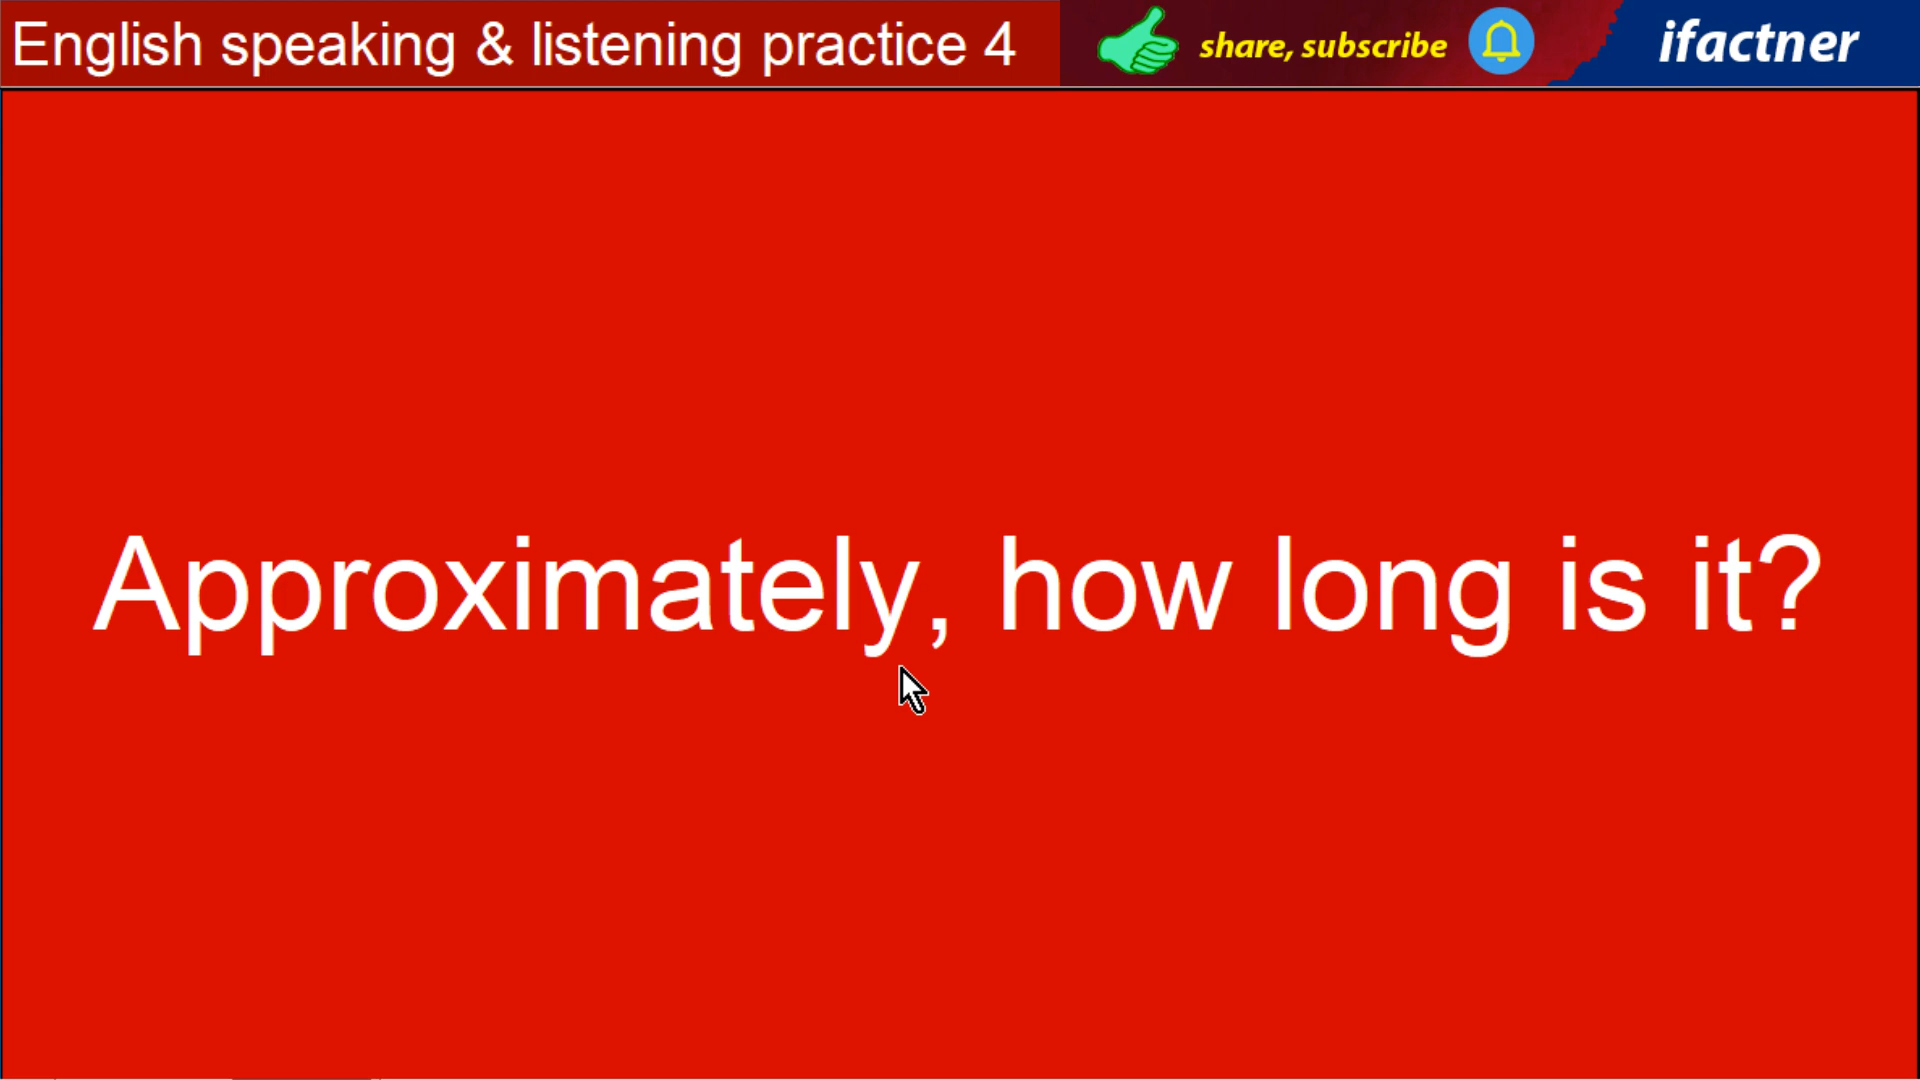 English speaking & listening practice 4
share, subscribe
ifactner
Approximately, how long is it?